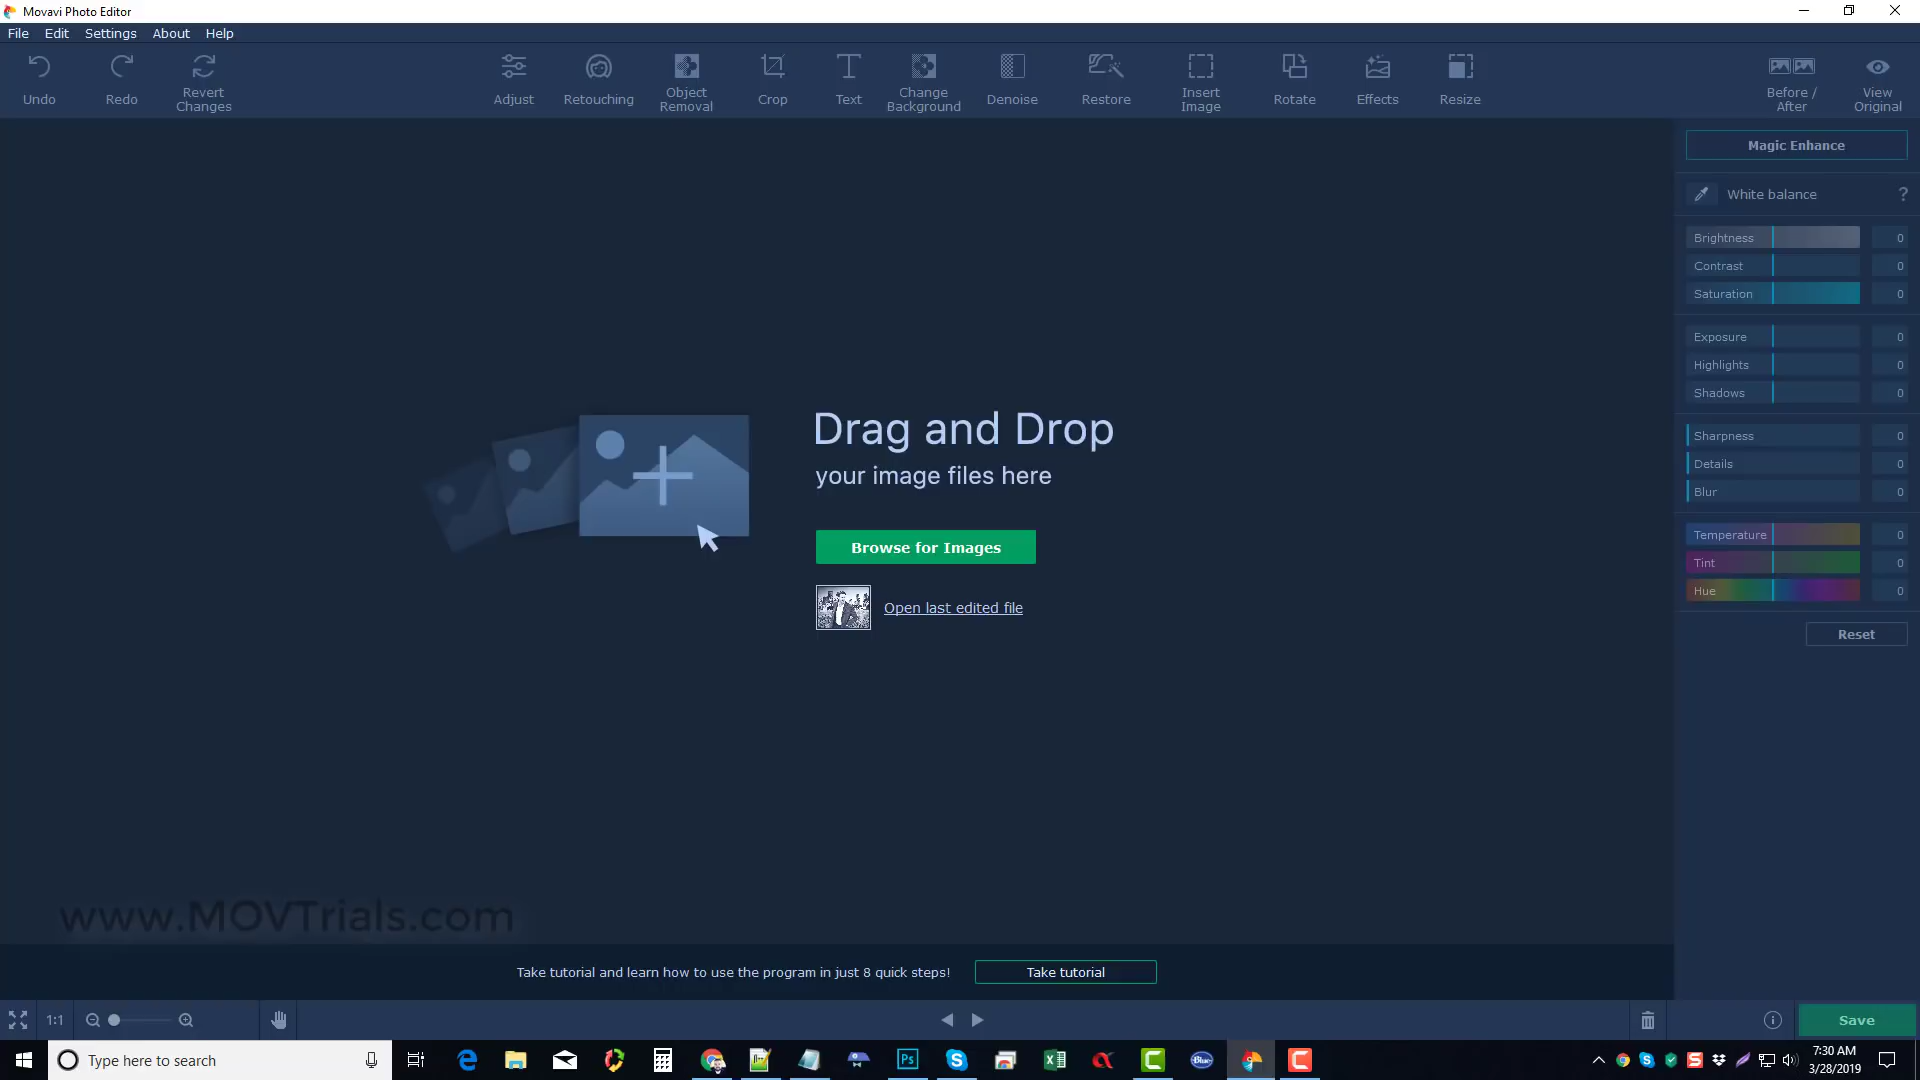 Movavi Photo Editor
File Edit Settings About Help
Undo
Redo
Revert
Changes
Adjust
Retouching
Object
Removal
Crop
Text
Change
Background
Denoise
Restore
Insert
Image
Rotate
Effects
Resize
Before /
After
View
Original
Magic Enhance
White balance ?
Brightness 0
Contrast 0
Saturation 0
Exposure 0
Highlights 0
Shadows 0
Sharpness 0
Details 0
Blur 0
Temperature 0
Tint 0
Hue 0
Reset
Drag and Drop
your image files here
Browse for Images
Open last edited file
www.MOVTrials.com
Take tutorial and learn how to use the program in just 8 quick steps! Take tutorial
1:1
Save
Type here to search
Ps
Blue
7:30 AM
3/28/2019